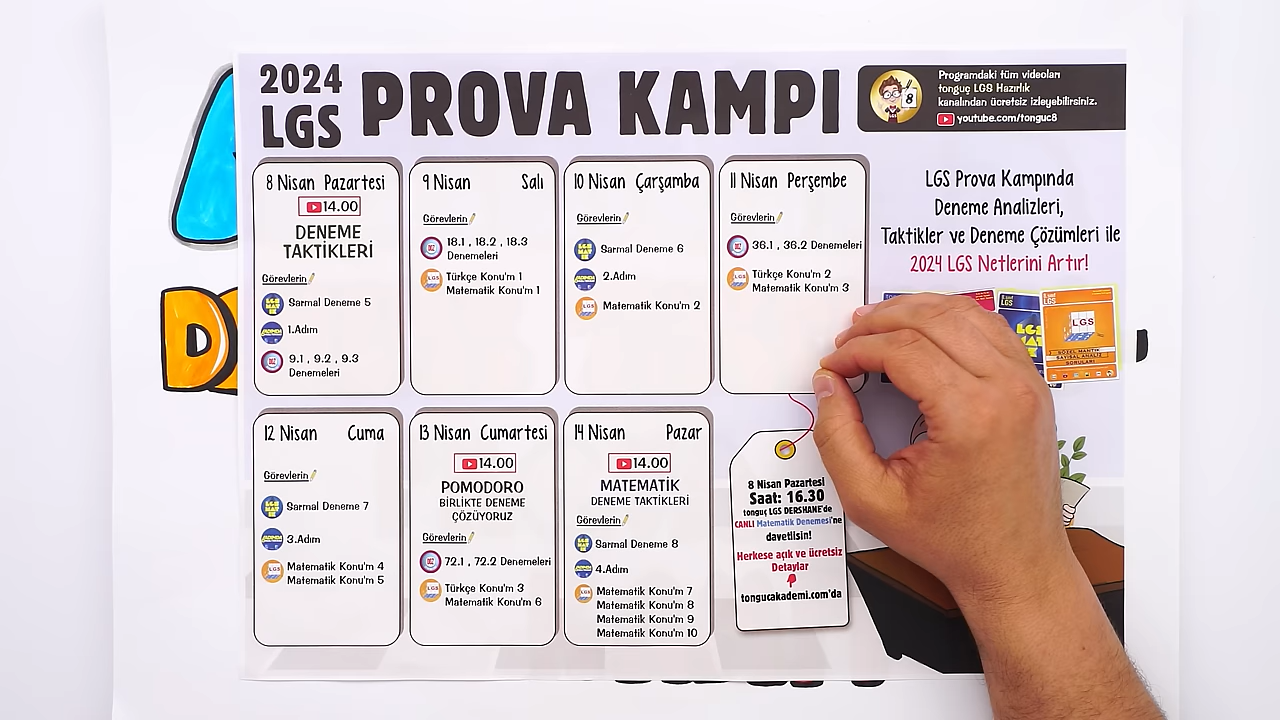 2024
LGS
PROVA KAMPI
Programdaki tüm videoları
tonguç LGS Hazırlık
kanalından ücretsiz izleyebilirsiniz.
youtube.com/tonguc8
8
8 Nisan Pazartesi
14.00
DENEME
TAKTİKLERİ
Görevlerin
Sarmal Deneme 5
1.Adım
9.1 , 9.2 , 9.3
Denemeleri
9 Nisan Salı
Görevlerin
18.1 , 18.2 , 18.3
Denemeleri
Türkçe Konu'm 1
Matematik Konu'm 1
10 Nisan Çarşamba
Görevlerin
Sarmal Deneme 6
2.Adım
Matematik Konu'm 2
11 Nisan Perşembe
Görevlerin
36.1 , 36.2 Denemeleri
Türkçe Konu'm 2
Matematik Konu'm 3
LGS Prova Kampında
Deneme Analizleri,
Taktikler ve Deneme Çözümleri ile
2024 LGS Netlerini Artır!
LGS
SÖZEL MANTIK
SAYISAL ANALİZ
SORULARI
12 Nisan Cuma
Görevlerin
Sarmal Deneme 7
3.Adım
Matematik Konu'm 4
Matematik Konu'm 5
13 Nisan Cumartesi
14.00
POMODORO
BİRLİKTE DENEME
ÇÖZÜYORUZ
Görevlerin
72.1 , 72.2 Denemeleri
Türkçe Konu'm 3
Matematik Konu'm 6
14 Nisan Pazar
14.00
MATEMATİK
DENEME TAKTİKLERİ
Görevlerin
Sarmal Deneme 8
4.Adım
Matematik Konu'm 7
Matematik Konu'm 8
Matematik Konu'm 9
Matematik Konu'm 10
8 Nisan Pazartesi
Saat: 16.30
tonguç LGS DERSHANE'de
CANLI Matematik Denemesi'ne
davetlisin!
Herkese açık ve ücretsiz
Detaylar
tongucakademi.com'da